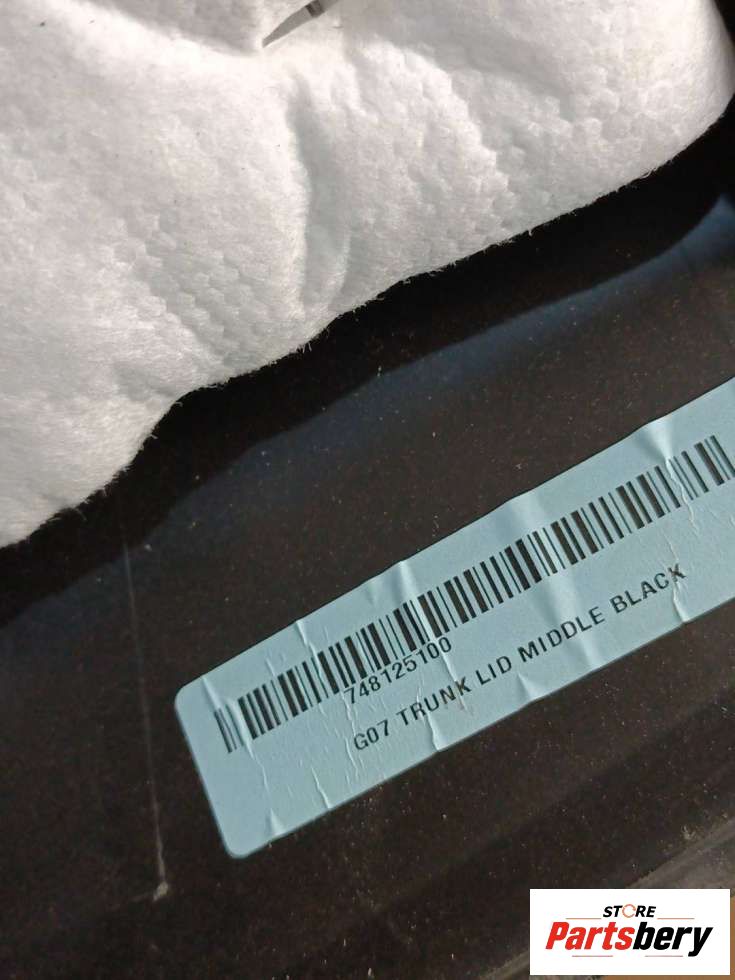 748125100
G07 TRUNK LID MIDDLE BLACK
STORE
Partsbery